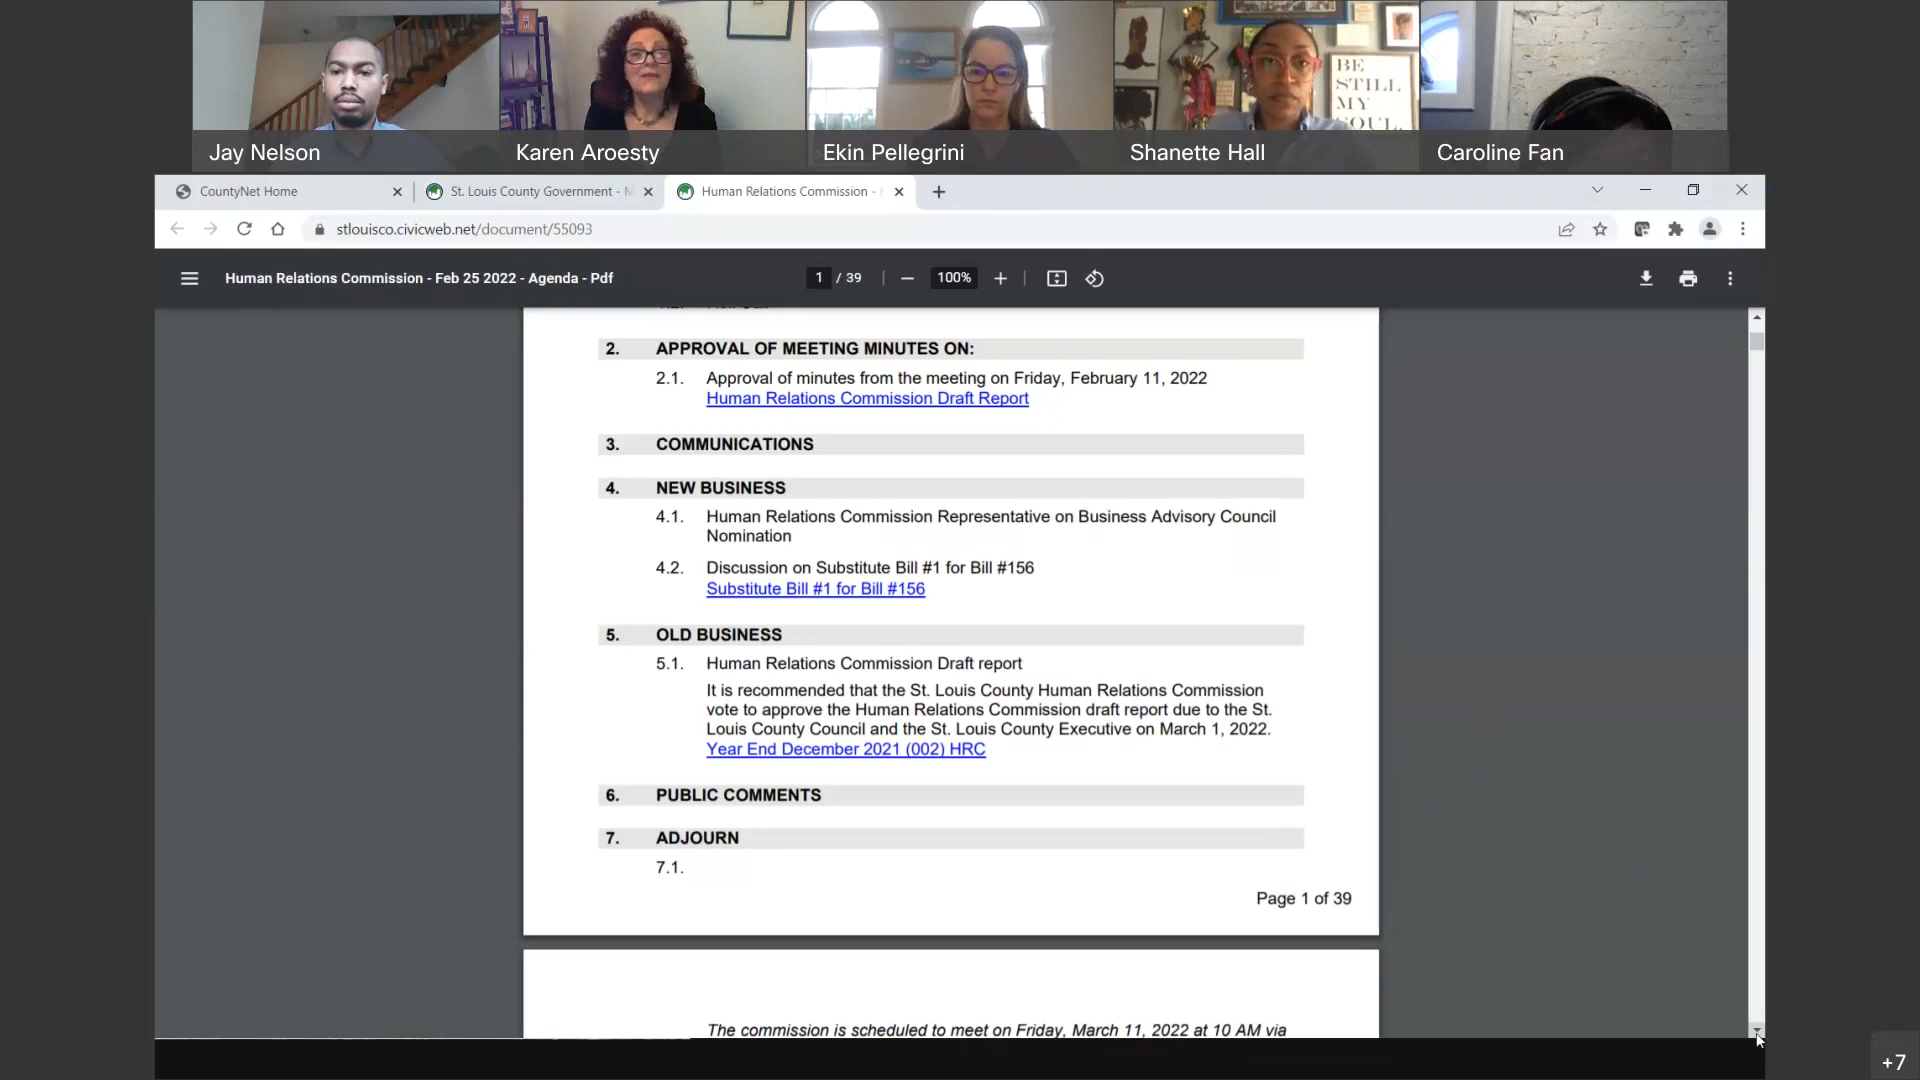 BE
STILL
MY
SOUL
Jay Nelson
Karen Aroesty
Ekin Pellegrini
Shanette Hall
Caroline Fan
CountyNet Home
St. Louis County Government - M
Human Relations Commission -
stlouisco.civicweb.net/document/55093
Human Relations Commission - Feb 25 2022 - Agenda - Pdf
1 / 39
100%
2. APPROVAL OF MEETING MINUTES ON:
2.1. Approval of minutes from the meeting on Friday, February 11, 2022
Human Relations Commission Draft Report
3. COMMUNICATIONS
4. NEW BUSINESS
4.1. Human Relations Commission Representative on Business Advisory Council
Nomination
4.2. Discussion on Substitute Bill #1 for Bill #156
Substitute Bill #1 for Bill #156
5. OLD BUSINESS
5.1. Human Relations Commission Draft report
It is recommended that the St. Louis County Human Relations Commission
vote to approve the Human Relations Commission draft report due to the St.
Louis County Council and the St. Louis County Executive on March 1, 2022.
Year End December 2021 (002) HRC
6. PUBLIC COMMENTS
7. ADJOURN
7.1.
Page 1 of 39
The commission is scheduled to meet on Friday, March 11, 2022 at 10 AM via
+7